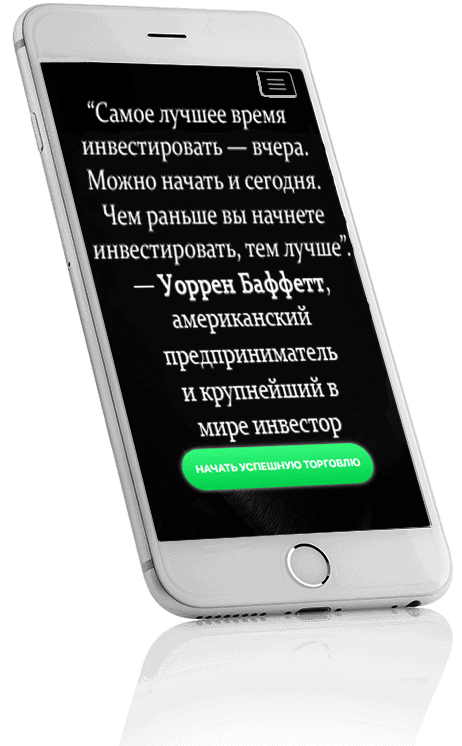 “Самое лучшее время
инвестировать — вчера.
Можно начать и сегодня.
Чем раньше вы начнете
инвестировать, тем лучше”.
— Уоррен Баффетт,
американский
предприниматель
и крупнейший в
мире инвестор
НАЧАТЬ УСПЕШНУЮ ТОРГОВЛЮ